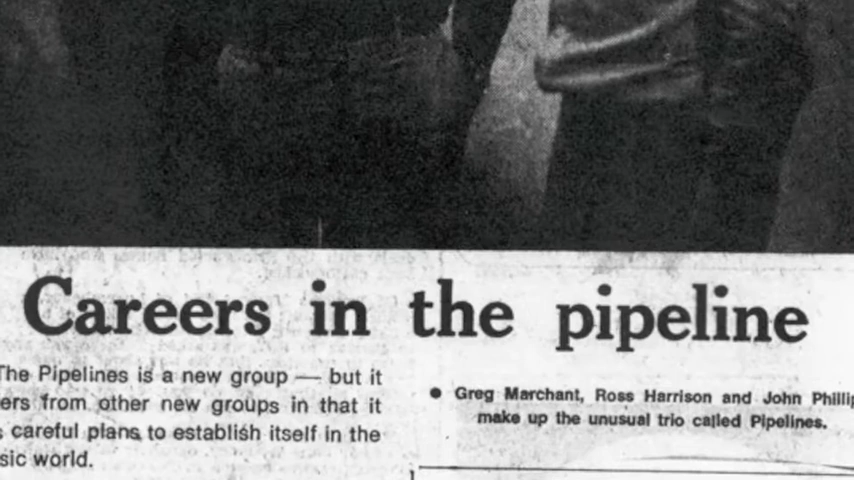 Careers in the pipeline
The Pipelines is a new group — but it
ers from other new groups in that it
careful plans to establish itself in the
sic world.
● Greg Marchant, Ross Harrison and John Phillip
make up the unusual trio called Pipelines.